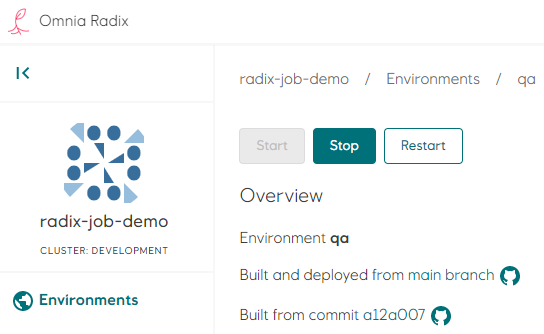 Omnia Radix
radix-job-demo / Environments / qa
Start Stop Restart
radix-job-demo
CLUSTER: DEVELOPMENT
Environments
Overview
Environment qa
Built and deployed from main branch
Built from commit a12a007